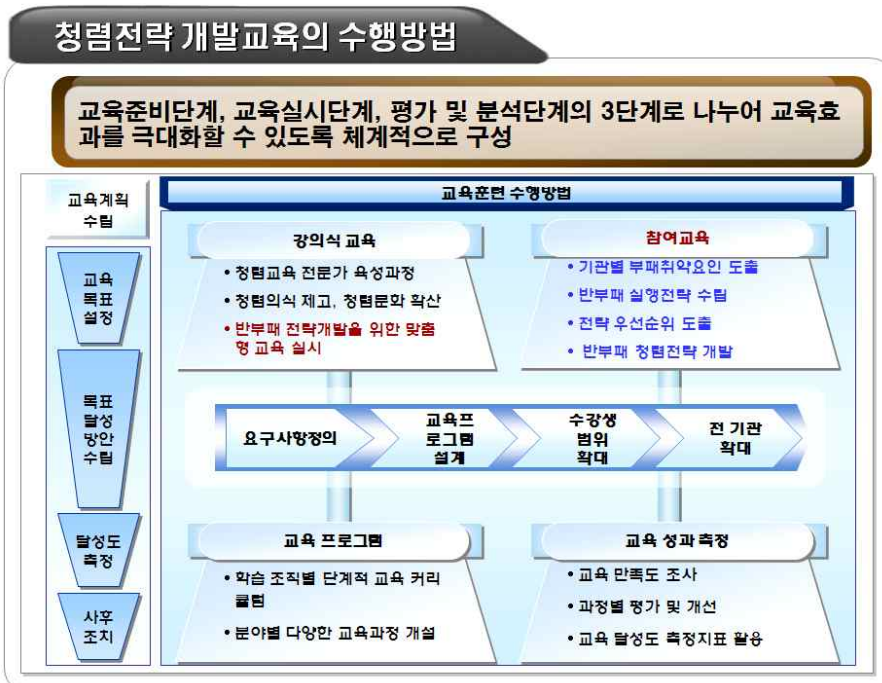 청렴전략 개발교육의 수행방법
교육준비단계, 교육실시단계, 평가 및 분석단계의 3단계로 나누어 교육효
과를 극대화할 수 있도록 체계적으로 구성
교육계획
수립
교육
목표
설정
목표
달성
방안
수립
달성도
측정
사후
조치
교육훈련 수행방법
강의식 교육
• 청렴교육 전문가 육성과정
• 청렴의식 제고, 청렴문화 확산
• 반부패 전략개발을 위한 맞춤
형 교육 실시
참여교육
• 기관별 부패취약요인 도출
• 반부패 실행전략 수립
• 전략 우선순위 도출
• 반부패 청렴전략 개발
요구사항정의
교육프
로그램
설계
수강생
범위
확대
전 기관
확대
교육 프로그램
• 학습 조직별 단계적 교육 커리
큘럼
• 분야별 다양한 교육과정 개설
교육 성과 측정
• 교육 만족도 조사
• 과정별 평가 및 개선
• 교육 달성도 측정지표 활용